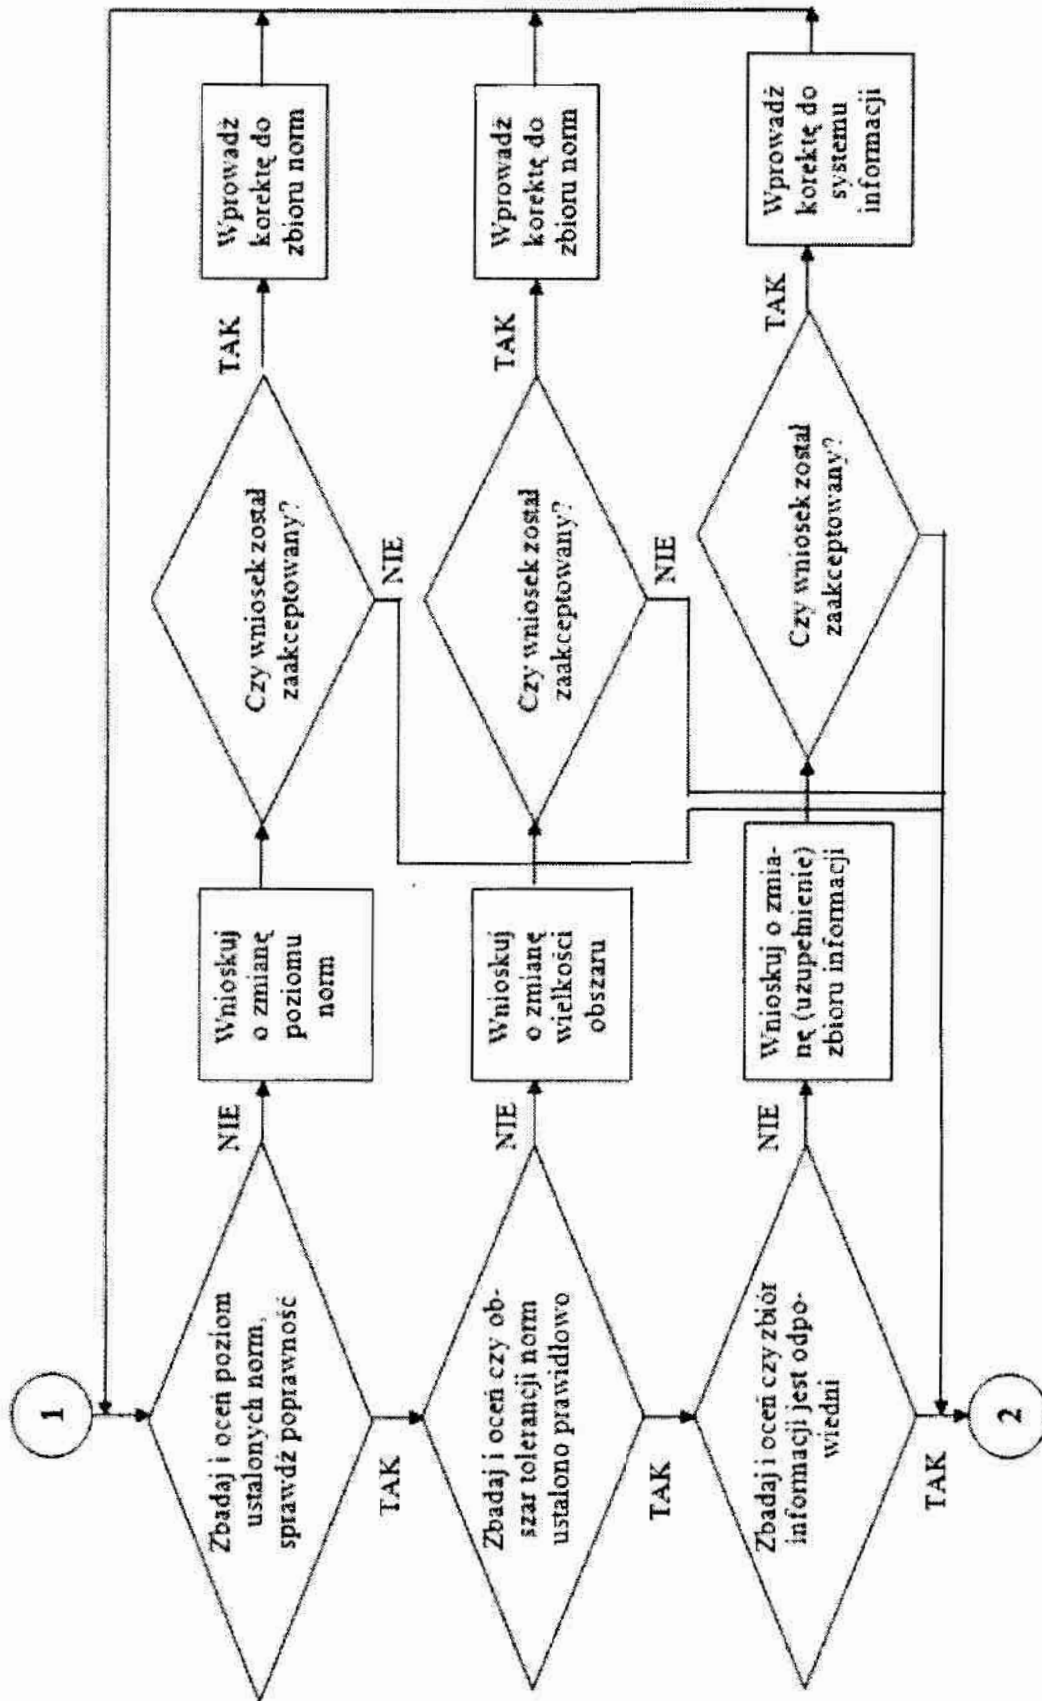 1
Zbadaj i oceń poziom
ustalonych norm,
sprawdź poprawność
NIE
Wnioskuj
o zmianę
poziomu
norm
Czy wniosek został
zaakceptowany?
TAK
Wprowadź
korektę do
zbioru norm
NIE
TAK
Zbadaj i oceń czy ob-
szar tolerancji norm
ustalono prawidłowo
NIE
Wnioskuj
o zmianę
wielkości
obszaru
Czy wniosek został
zaakceptowany?
TAK
Wprowadź
korektę do
zbioru norm
NIE
TAK
Zbadaj i oceń czy zbiór
informacji jest odpo-
wiedni
NIE
Wnioskuj o zmia-
nę (uzupełnienie)
zbioru informacji
Czy wniosek został
zaakceptowany?
TAK
Wprowadź
korektę do
systemu
informacji
TAK
2